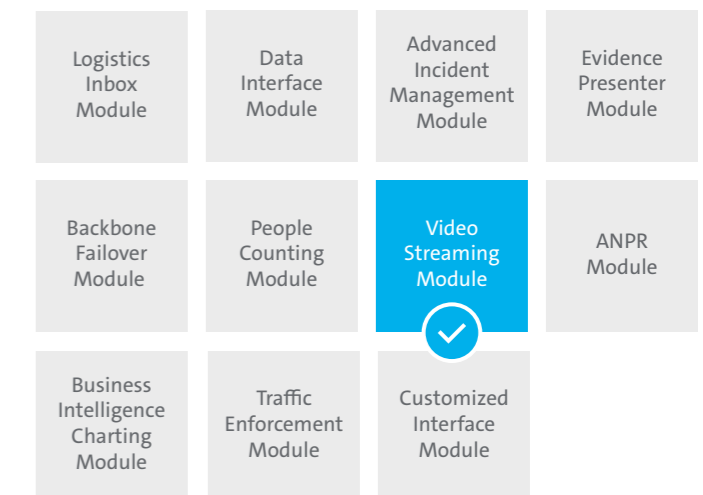 Logistics
Inbox
Module
Data
Interface
Module
Advanced
Incident
Management
Module
Evidence
Presenter
Module
Backbone
Failover
Module
People
Counting
Module
Video
Streaming
Module
ANPR
Module
Business
Intelligence
Charting
Module
Traffic
Enforcement
Module
Customized
Interface
Module